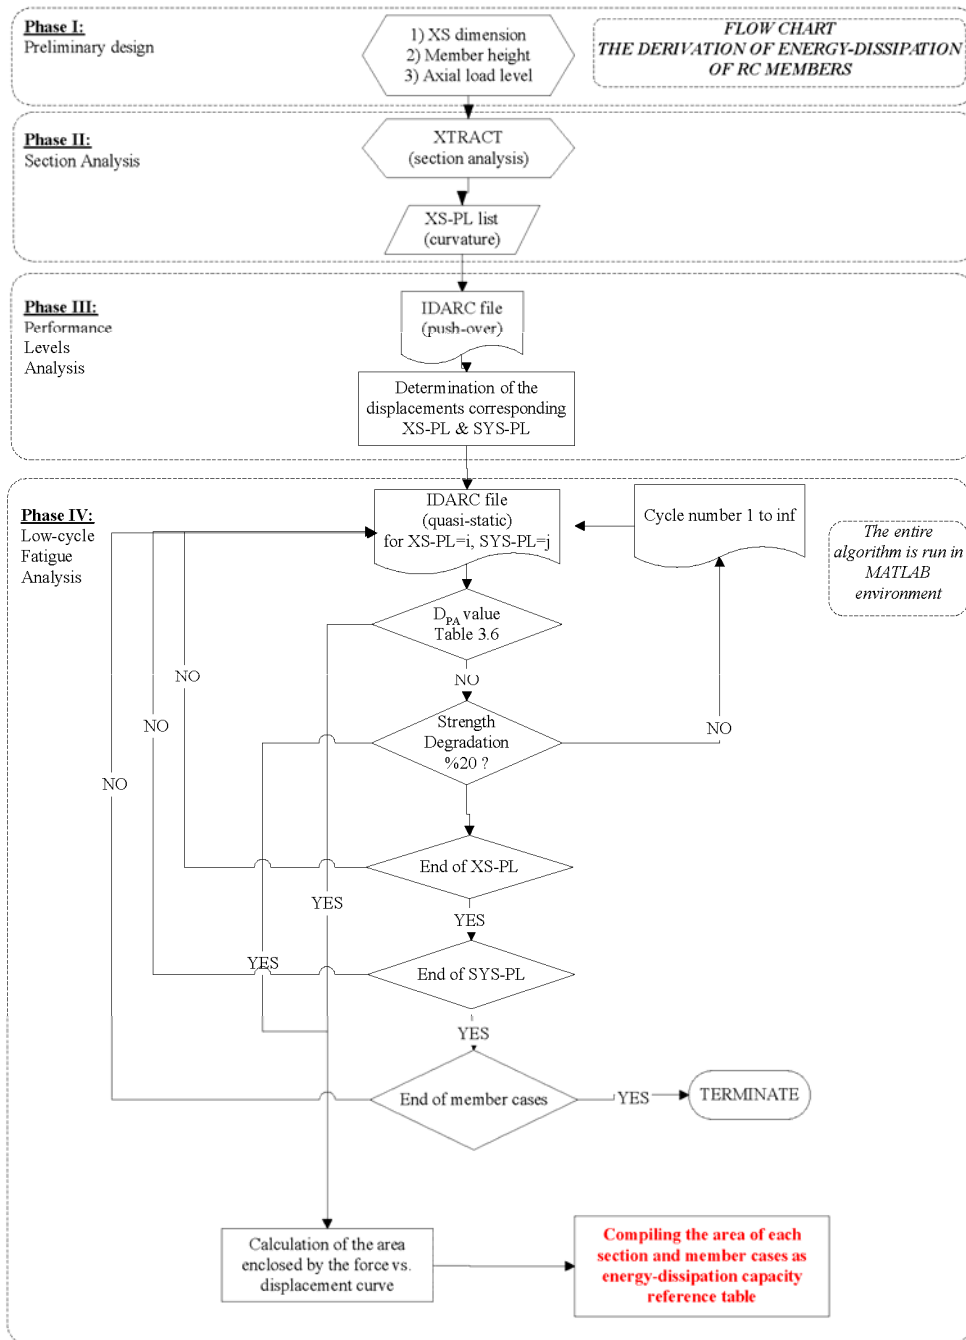 Phase I:
Preliminary design
1) XS dimension
2) Member height
3) Axial load level
FLOW CHART
THE DERIVATION OF ENERGY-DISSIPATION
OF RC MEMBERS
Phase II:
Section Analysis
XTRACT
(section analysis)
XS-PL list
(curvature)
Phase III:
Performance
Levels
Analysis
IDARC file
(push-over)
Determination of the
displacements corresponding
XS-PL & SYS-PL
Phase IV:
Low-cycle
Fatigue
Analysis
IDARC file
(quasi-static)
for XS-PL=i, SYS-PL=j
Cycle number 1 to inf
The entire
algorithm is run in
MATLAB
environment
DPA value
Table 3.6
NO
NO
Strength
Degradation
%20 ?
NO
NO
NO
End of XS-PL
YES
YES
YES
End of SYS-PL
YES
End of member cases
YES
TERMINATE
Calculation of the area
enclosed by the force vs.
displacement curve
Compiling the area of each
section and member cases as
energy-dissipation capacity
reference table